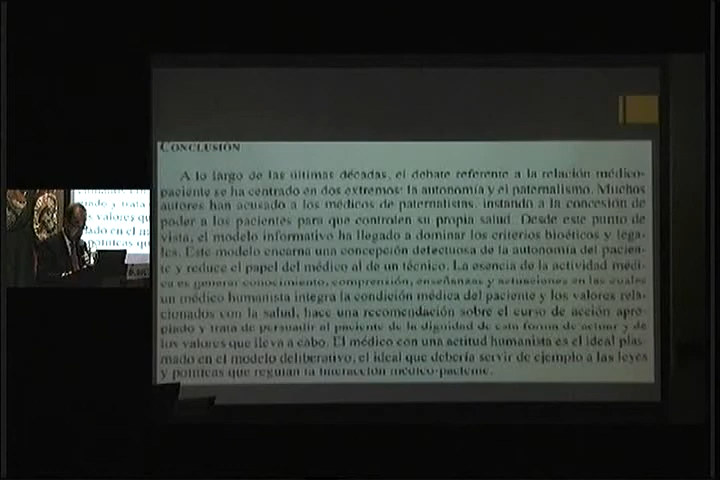 CONCLUSIÓN
A lo largo de las últimas décadas, el debate referente a la relación médico-
paciente se ha centrado en dos extremos: la autonomía y el paternalismo. Muchos
autores han acusado a los médicos de paternalistas, instando a la concesión de
poder a los pacientes para que controlen su propia salud. Desde este punto de
vista, el modelo informativo ha llegado a dominar los criterios bioéticos y lega-
les. Este modelo encarna una concepción defectuosa de la autonomía del pacien-
te y reduce el papel del médico al de un técnico. La esencia de la actividad médi-
ca es generar conocimiento, comprensión, enseñanzas y actuaciones en las cuales
un médico humanista integra la condición médica del paciente y los valores rela-
cionados con la salud, hace una recomendación sobre el curso de acción apro-
piado y trata de persuadir al paciente de la dignidad de esta forma de actuar y de
los valores que lleva a cabo. El médico con una actitud humanista es el ideal plas-
mado en el modelo deliberativo, el ideal que debería servir de ejemplo a las leyes
y políticas que regulan la interacción médico-paciente.